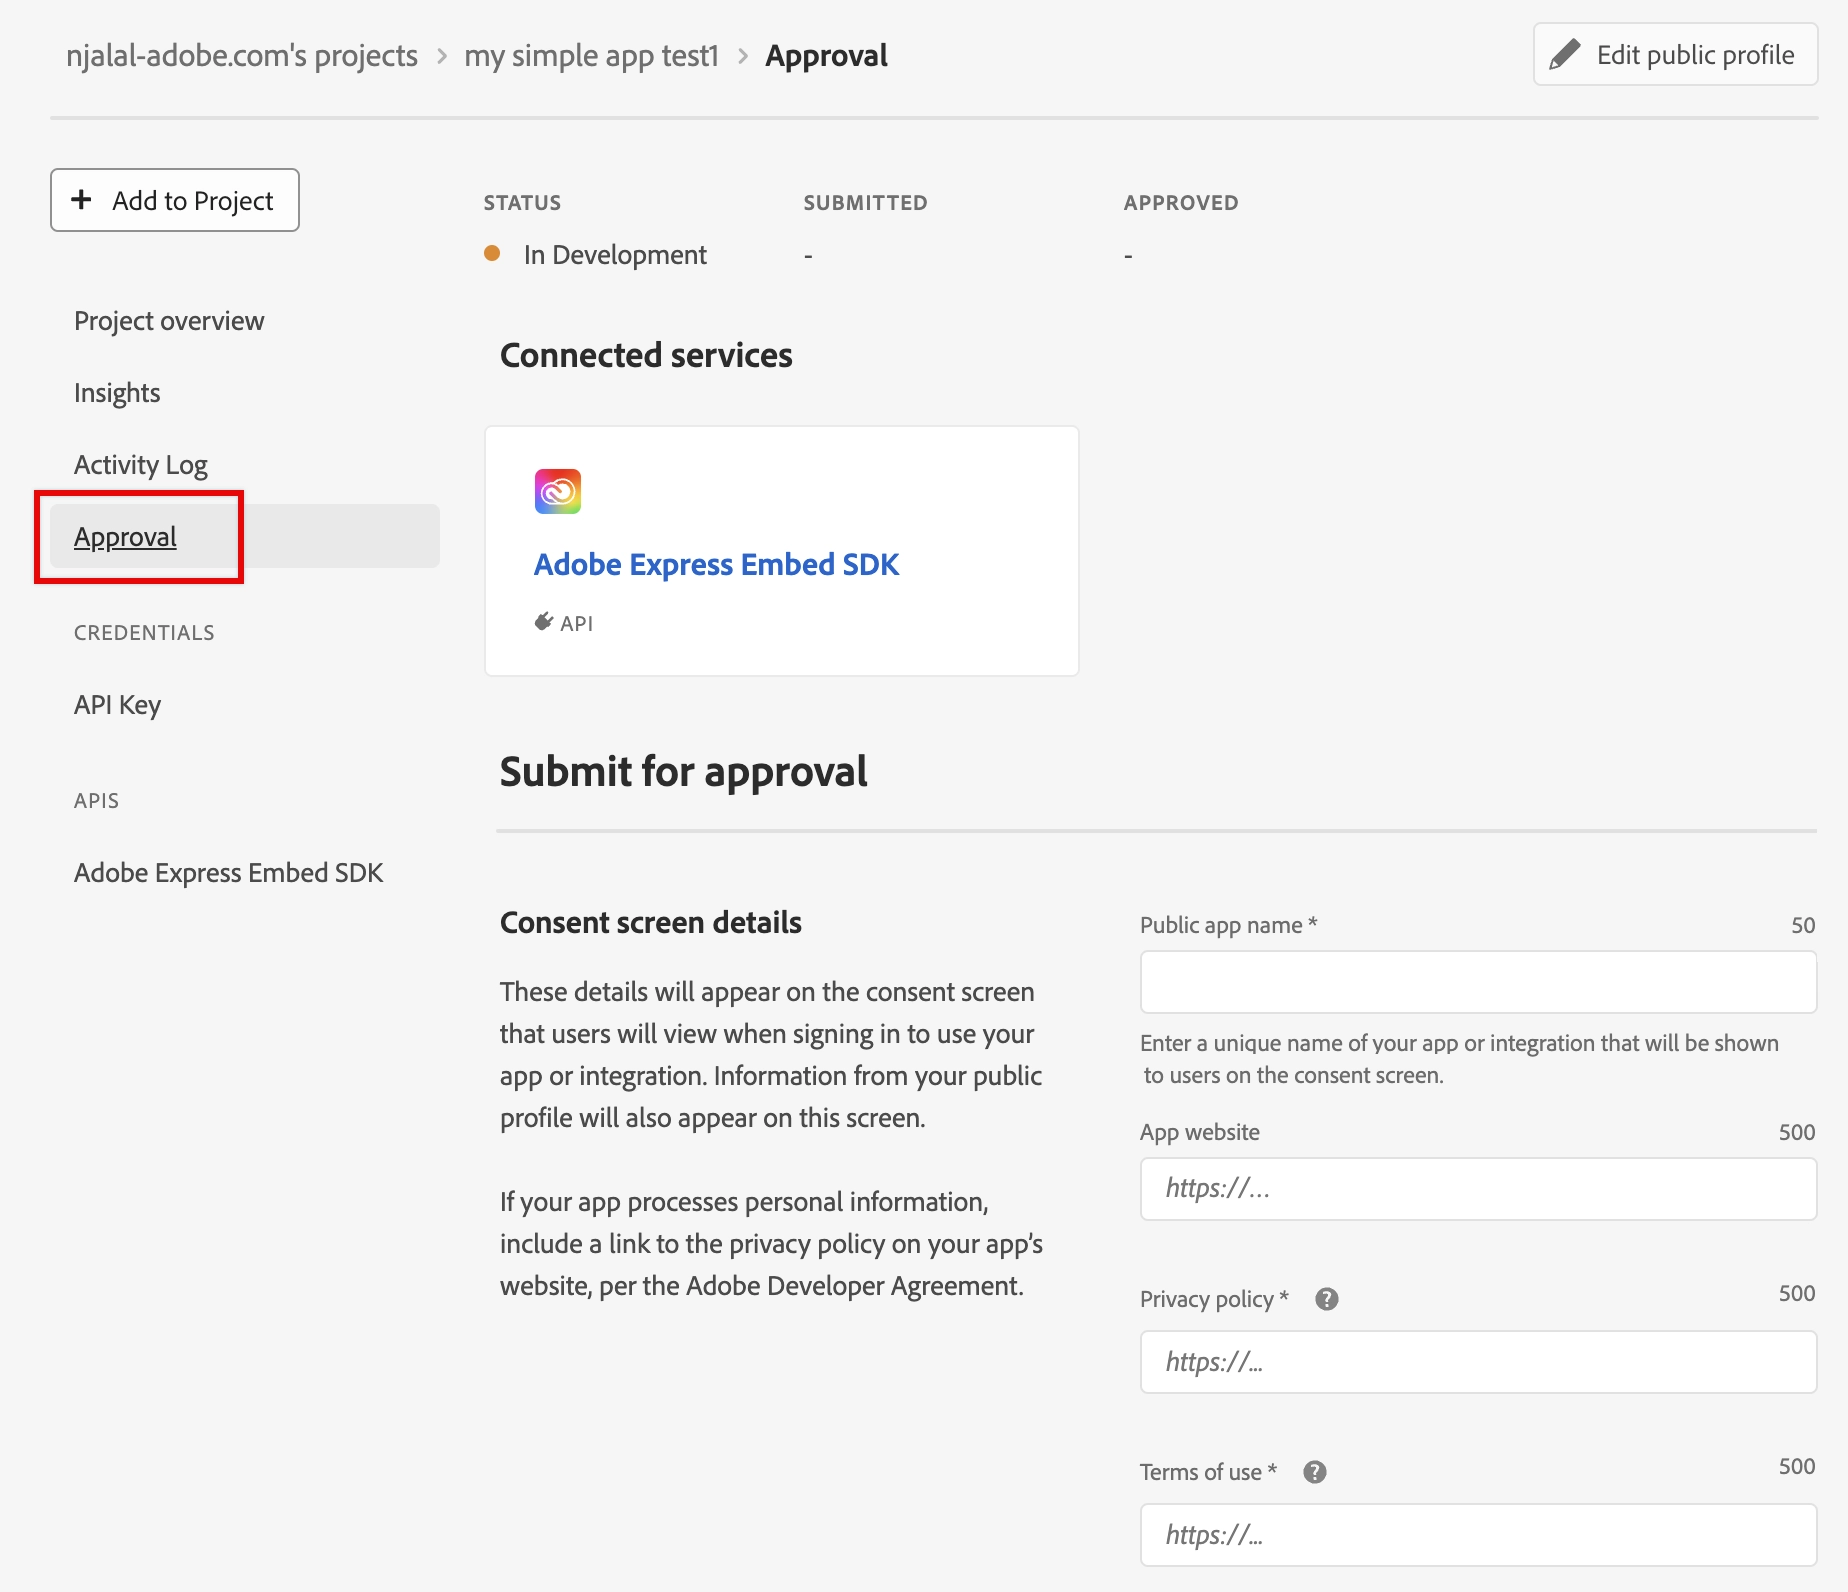 njalal-adobe.com's projects > my simple app test1 > Approval
Edit public profile
+ Add to Project
Project overview
Insights
Activity Log
Approval
CREDENTIALS
API Key
APIS
Adobe Express Embed SDK
STATUS SUBMITTED APPROVED
In Development - -
Connected services
Adobe Express Embed SDK
API
Submit for approval
Consent screen details
These details will appear on the consent screen
that users will view when signing in to use your
app or integration. Information from your public
profile will also appear on this screen.
If your app processes personal information,
include a link to the privacy policy on your app’s
website, per the Adobe Developer Agreement.
Public app name * 50
Enter a unique name of your app or integration that will be shown
to users on the consent screen.
App website 500
https://…
Privacy policy * ? 500
https://...
Terms of use * ? 500
https://...